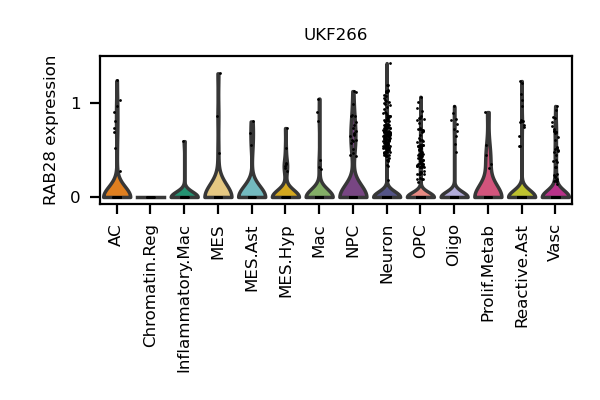 UKF266
RAB28 expression
1
0
AC
Chromatin.Reg
Inflammatory.Mac
MES
MES.Ast
MES.Hyp
Mac
NPC
Neuron
OPC
Oligo
Prolif.Metab
Reactive.Ast
Vasc